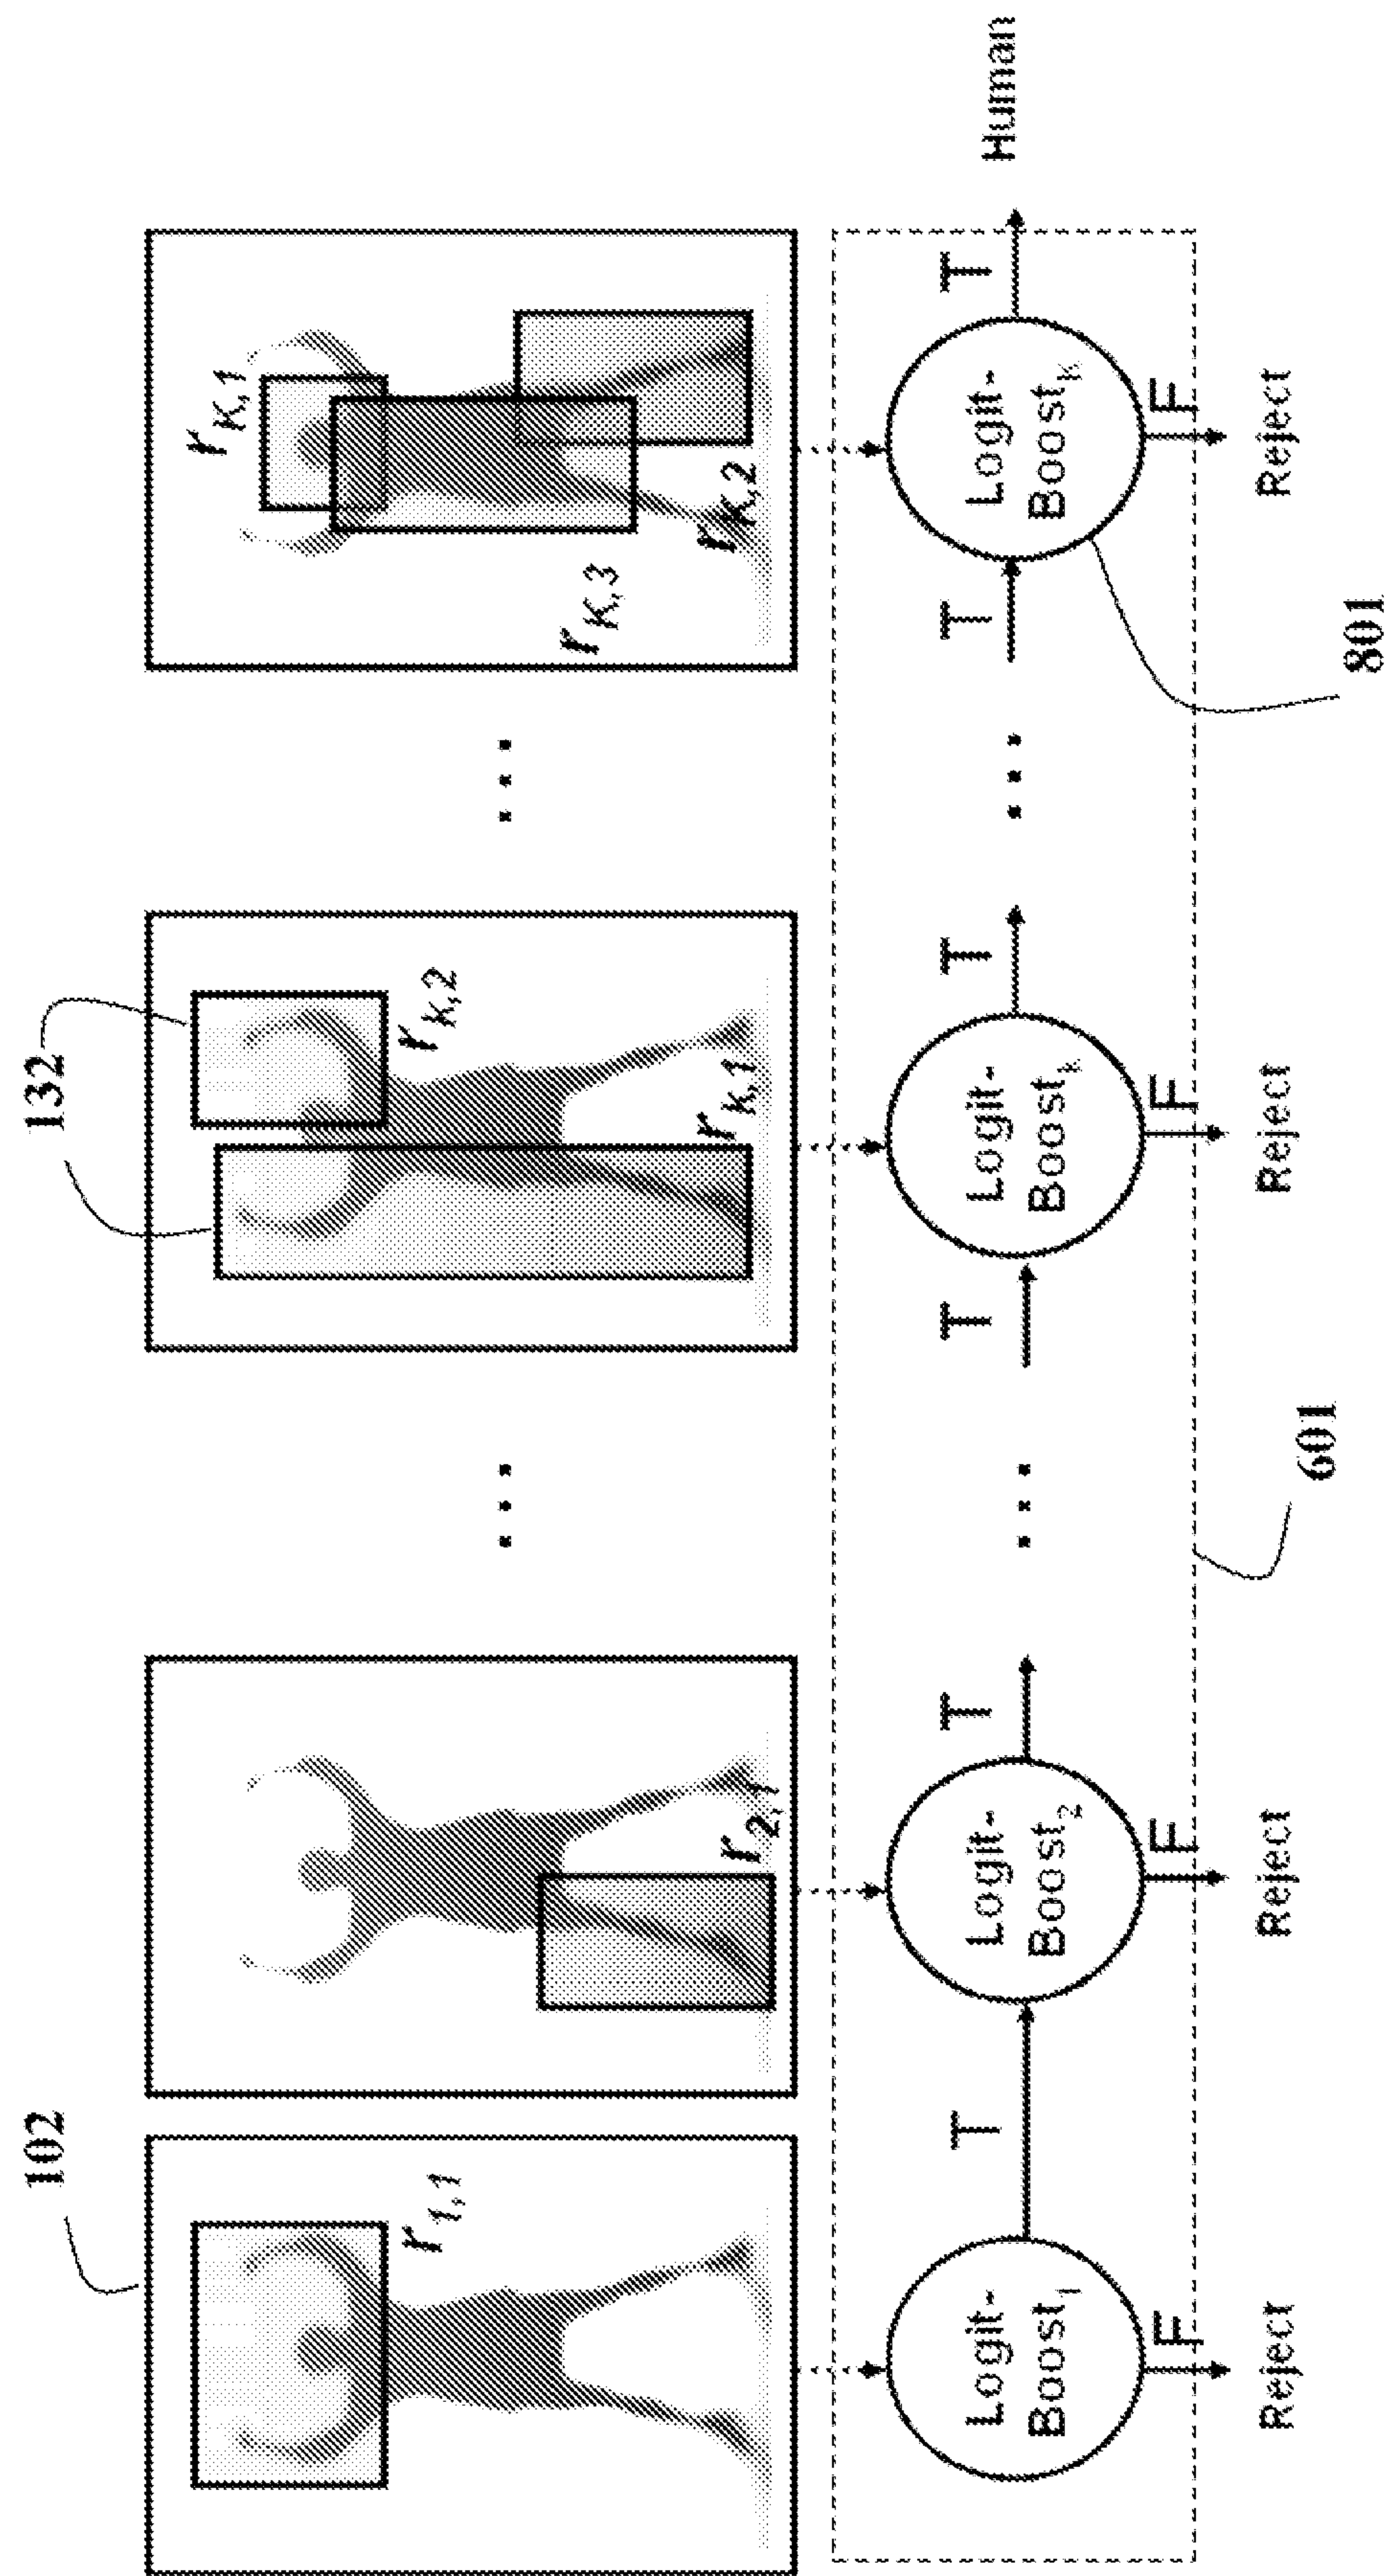 102
132
r1,1
r2,1
rk,1
rk,2
rK,1
rK,2
rK,3
...
...
Logit-
Boost1
T
Logit-
Boost2
T
...
T
Logit-
Boostk
T
...
T
Logit-
BoostK
T
Human
F
F
F
F
Reject
Reject
Reject
Reject
601
801